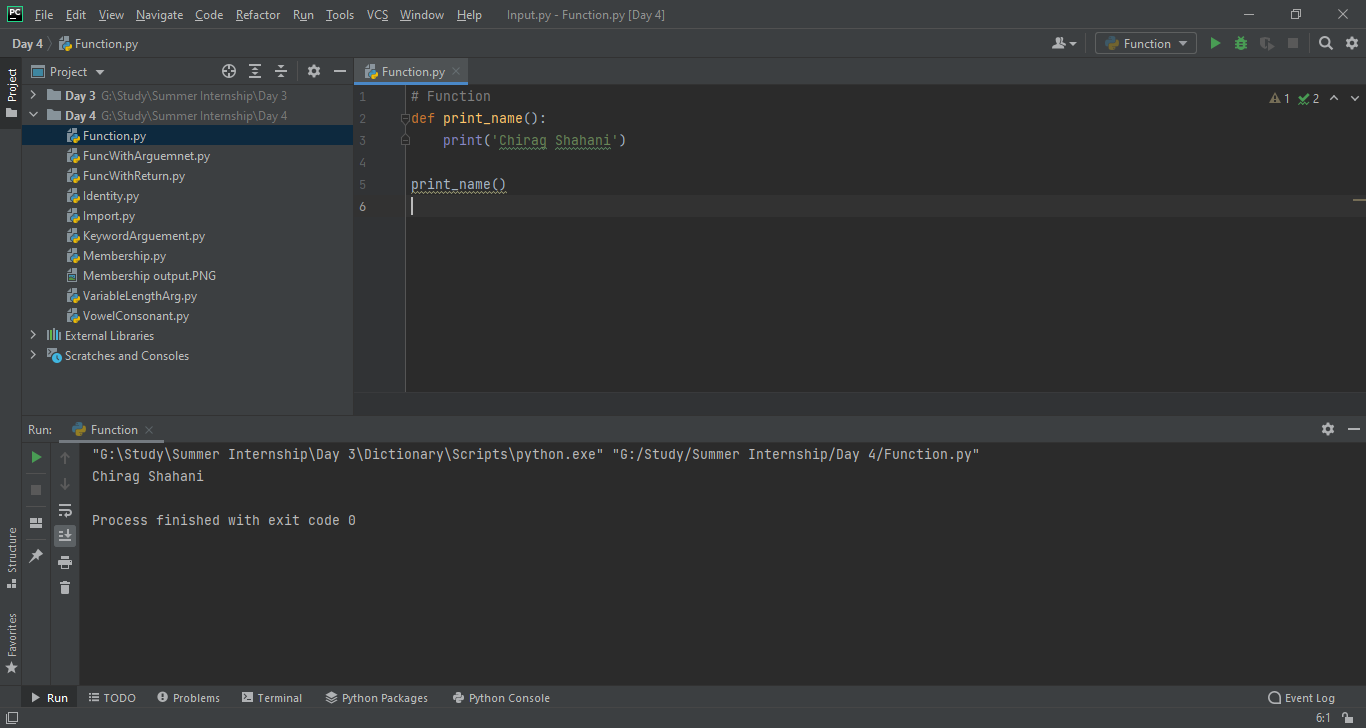 PC File Edit View Navigate Code Refactor Run Tools VCS Window Help Input.py - Function.py [Day 4]
Day 4 Function.py Function
Project Function.py
Project
Day 3 G:\Study\Summer Internship\Day 3
Day 4 G:\Study\Summer Internship\Day 4
Function.py
FuncWithArguemnet.py
FuncWithReturn.py
Identity.py
Import.py
KeywordArguement.py
Membership.py
Membership output.PNG
VariableLengthArg.py
VowelConsonant.py
External Libraries
Scratches and Consoles
1 # Function
2 def print_name():
3 print('Chirag Shahani')
4
5 print_name()
6
1 2
Run: Function
"G:\Study\Summer Internship\Day 3\Dictionary\Scripts\python.exe" "G:/Study/Summer Internship/Day 4/Function.py"
Chirag Shahani
Process finished with exit code 0
Structure
Favorites
Run TODO Problems Terminal Python Packages Python Console Event Log
6:1